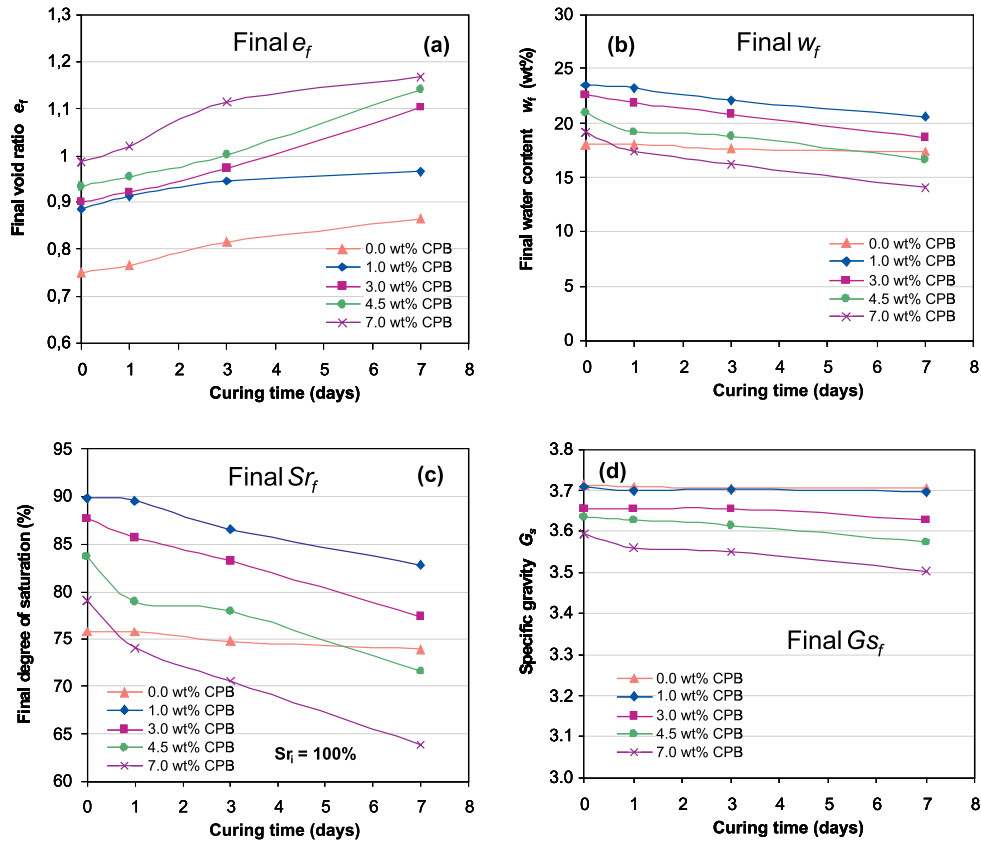 Final e_f
(a)
Final void ratio e_f
1,3
1,2
1,1
1
0,9
0,8
0,7
0,6
0.0 wt% CPB
1.0 wt% CPB
3.0 wt% CPB
4.5 wt% CPB
7.0 wt% CPB
0 1 2 3 4 5 6 7 8
Curing time (days)
(b)
Final w_f
Final water content w_f (wt%)
30
25
20
15
10
5
0
0.0 wt% CPB
1.0 wt% CPB
3.0 wt% CPB
4.5 wt% CPB
7.0 wt% CPB
0 1 2 3 4 5 6 7 8
Curing time (days)
Final Sr_f
(c)
Final degree of saturation (%)
95
90
85
80
75
70
65
60
0.0 wt% CPB
1.0 wt% CPB
3.0 wt% CPB
4.5 wt% CPB
7.0 wt% CPB
Sr_i = 100%
0 1 2 3 4 5 6 7 8
Curing time (days)
(d)
Specific gravity G_s
3.8
3.7
3.6
3.5
3.4
3.3
3.2
3.1
3.0
Final Gs_f
0.0 wt% CPB
1.0 wt% CPB
3.0 wt% CPB
4.5 wt% CPB
7.0 wt% CPB
0 1 2 3 4 5 6 7 8
Curing time (days)